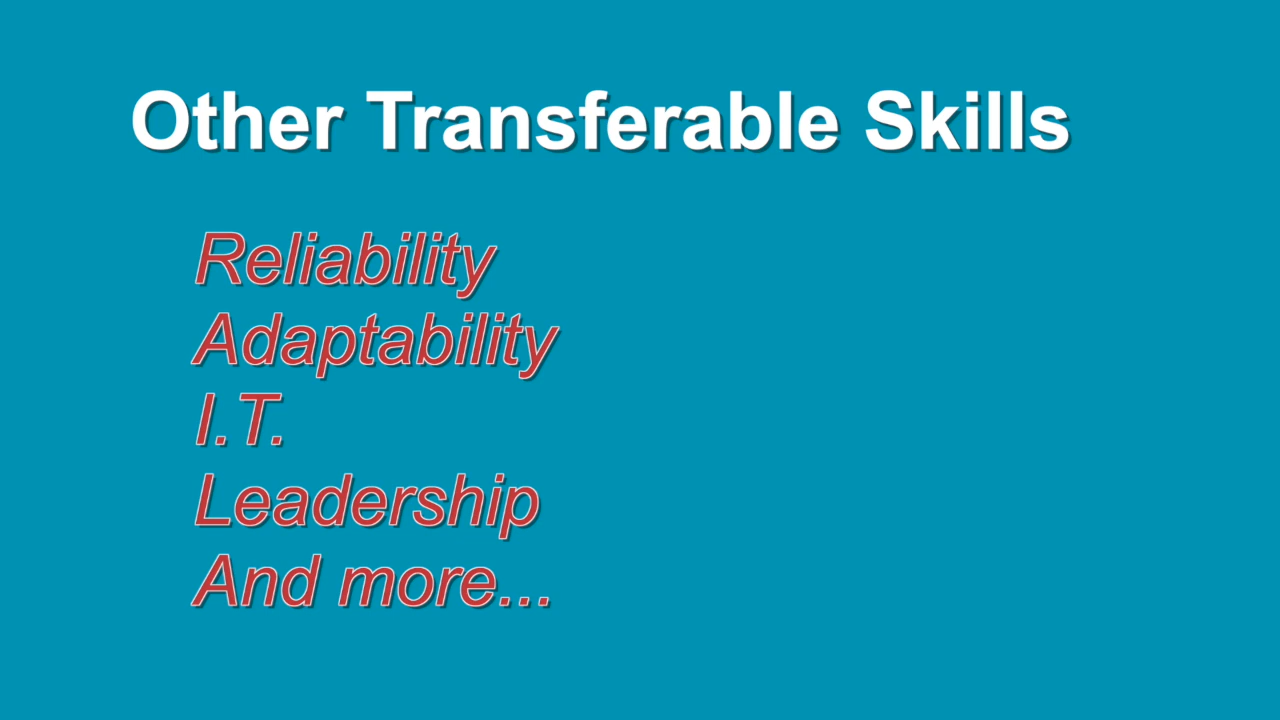 Other Transferable Skills
Reliability
Adaptability
I.T.
Leadership
And more...